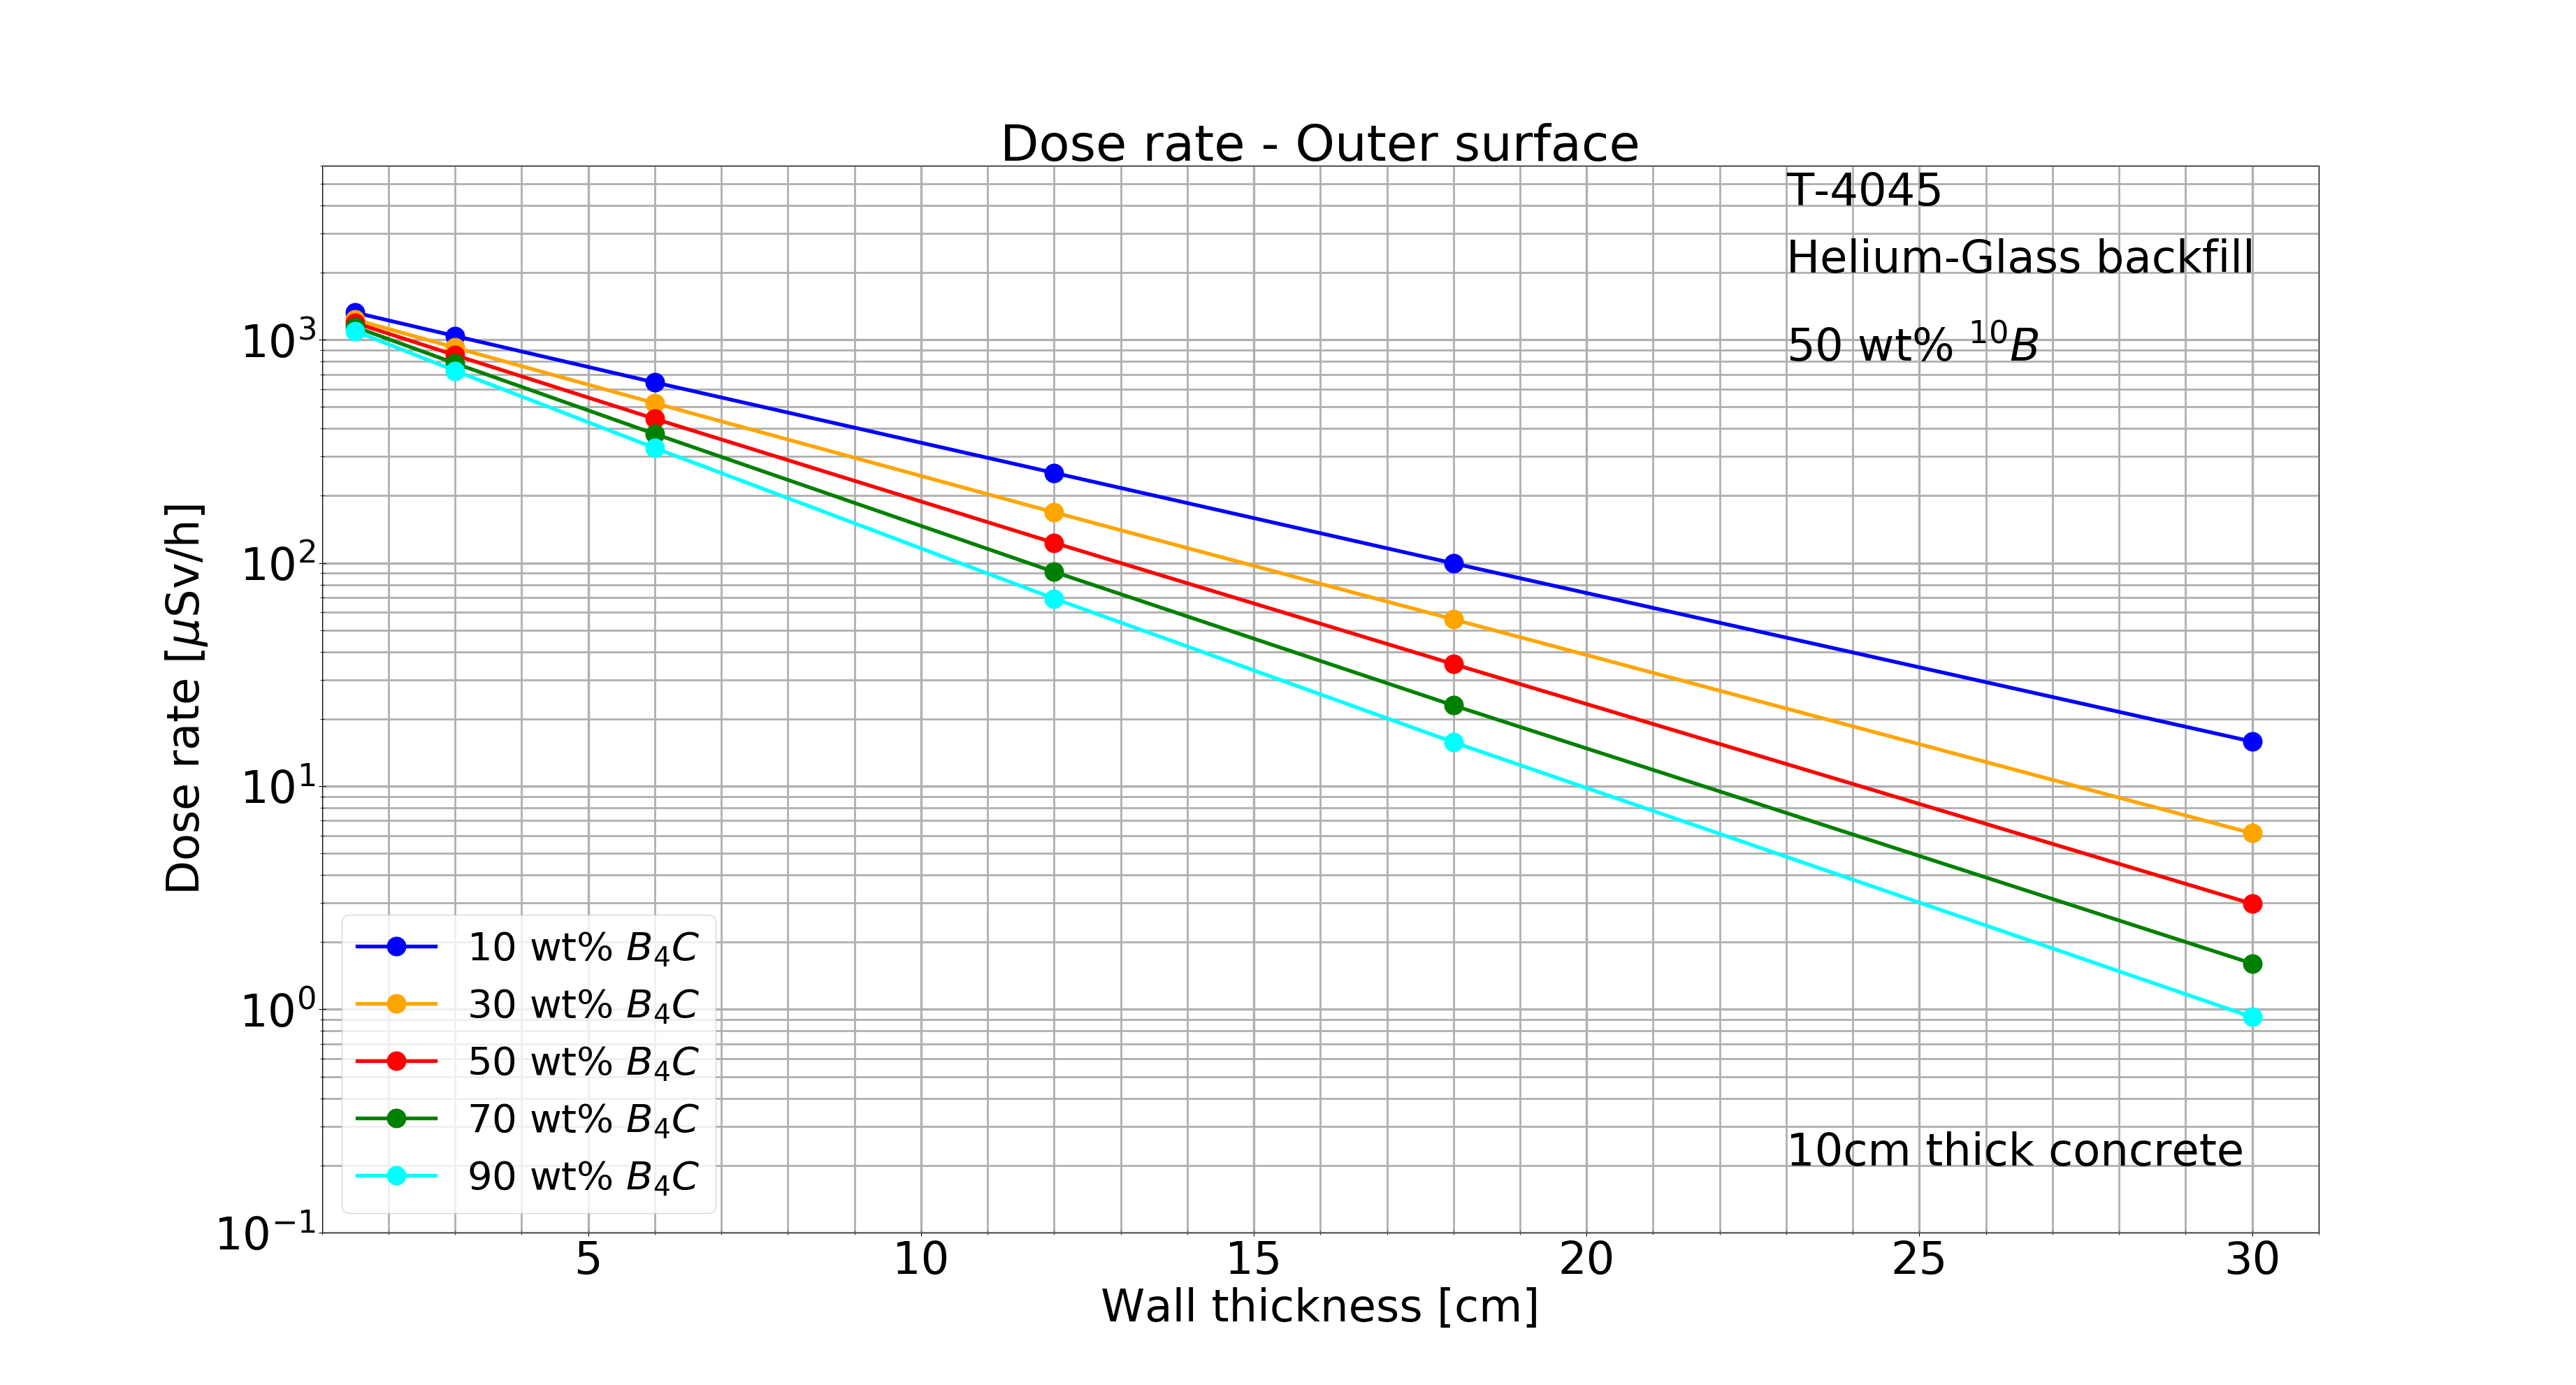 Dose rate - Outer surface
T-4045
Helium-Glass backfill
50 wt% ¹⁰B
10³
10²
10¹
10⁰
10⁻¹
Dose rate [μSv/h]
10 wt% B₄C
30 wt% B₄C
50 wt% B₄C
70 wt% B₄C
90 wt% B₄C
10cm thick concrete
5 10 15 20 25 30
Wall thickness [cm]